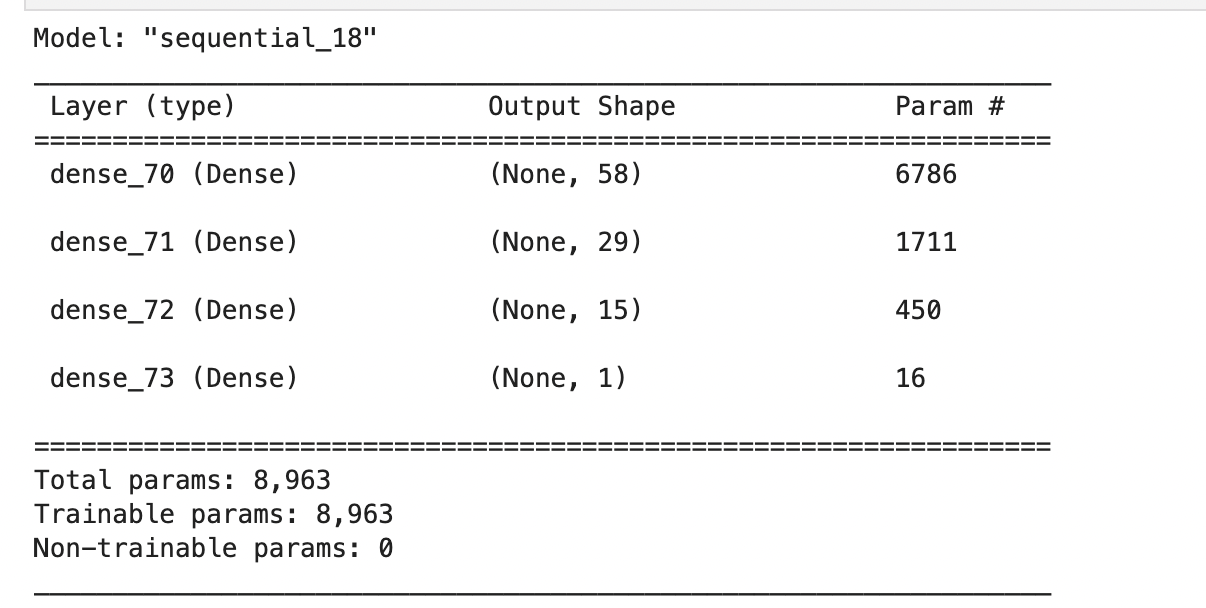 Model: "sequential_18"
_________________________________________________________________
Layer (type) Output Shape Param #
=================================================================
dense_70 (Dense) (None, 58) 6786
dense_71 (Dense) (None, 29) 1711
dense_72 (Dense) (None, 15) 450
dense_73 (Dense) (None, 1) 16
=================================================================
Total params: 8,963
Trainable params: 8,963
Non-trainable params: 0
_________________________________________________________________